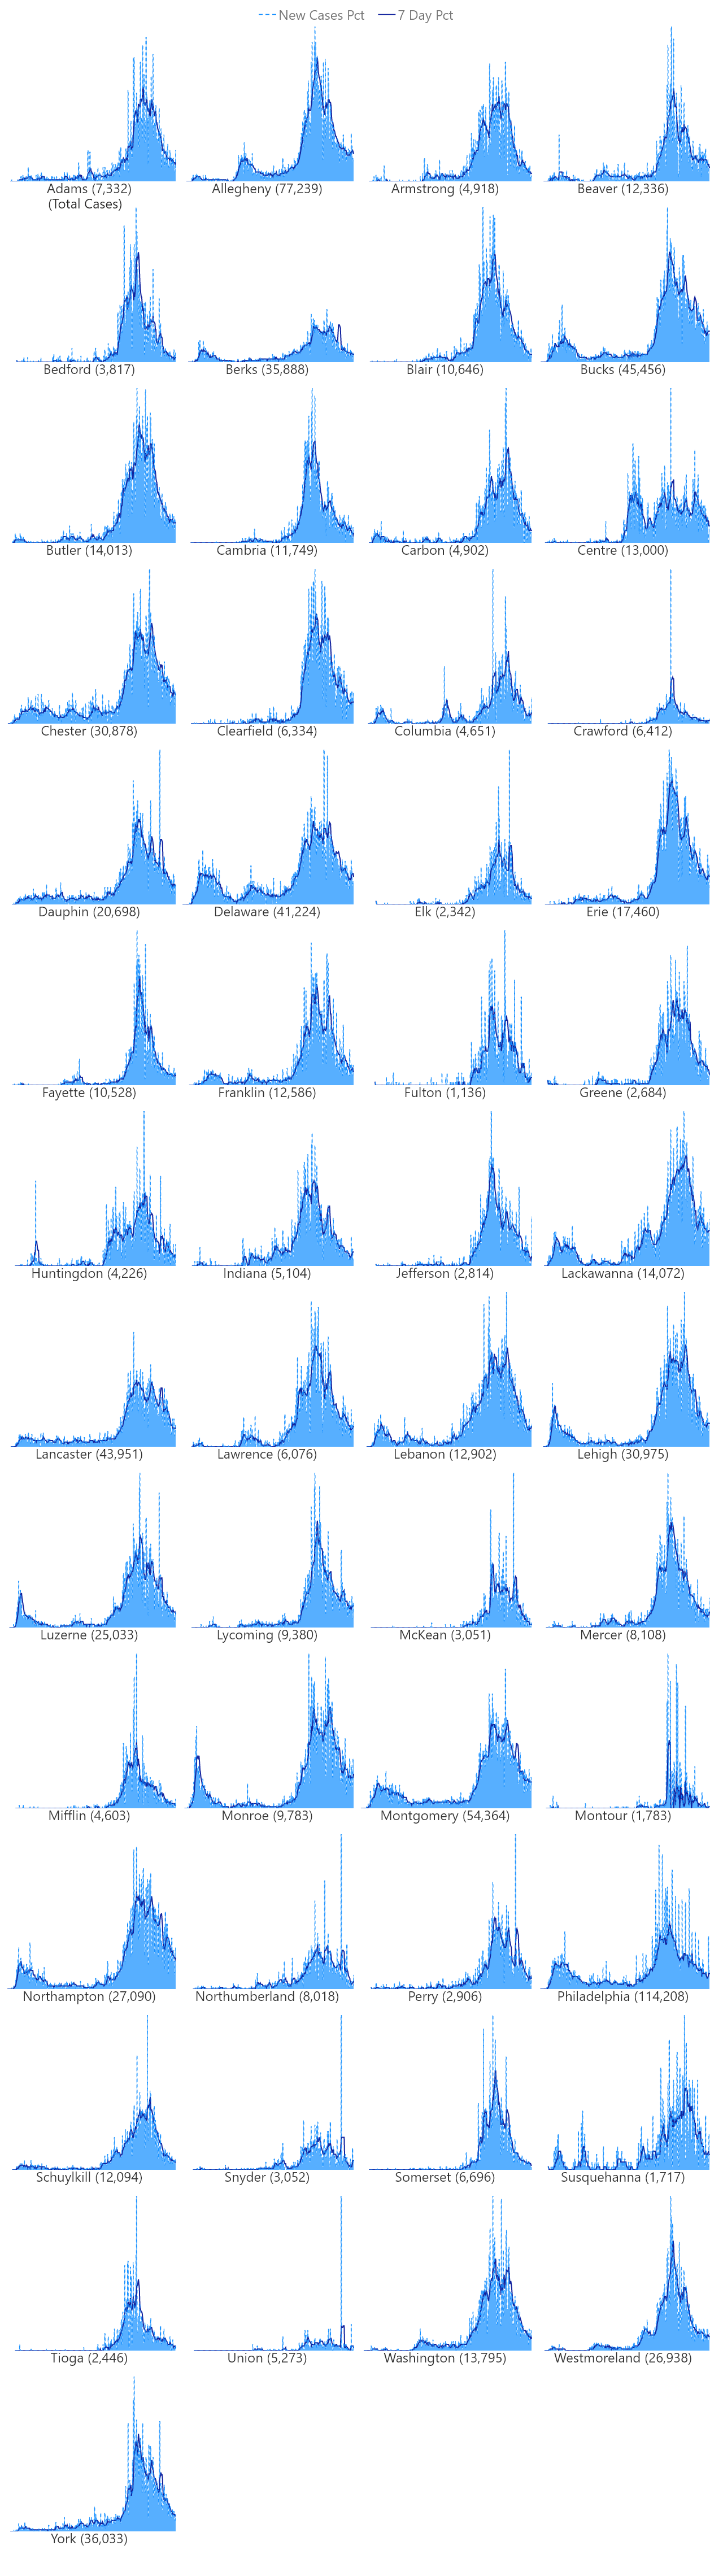 New Cases Pct 7 Day Pct
Adams (7,332) Allegheny (77,239) Armstrong (4,918) Beaver (12,336)
(Total Cases)
Bedford (3,817) Berks (35,888) Blair (10,646) Bucks (45,456)
Butler (14,013) Cambria (11,749) Carbon (4,902) Centre (13,000)
Chester (30,878) Clearfield (6,334) Columbia (4,651) Crawford (6,412)
Dauphin (20,698) Delaware (41,224) Elk (2,342) Erie (17,460)
Fayette (10,528) Franklin (12,586) Fulton (1,136) Greene (2,684)
Huntingdon (4,226) Indiana (5,104) Jefferson (2,814) Lackawanna (14,072)
Lancaster (43,951) Lawrence (6,076) Lebanon (12,902) Lehigh (30,975)
Luzerne (25,033) Lycoming (9,380) McKean (3,051) Mercer (8,108)
Mifflin (4,603) Monroe (9,783) Montgomery (54,364) Montour (1,783)
Northampton (27,090) Northumberland (8,018) Perry (2,906) Philadelphia (114,208)
Schuylkill (12,094) Snyder (3,052) Somerset (6,696) Susquehanna (1,717)
Tioga (2,446) Union (5,273) Washington (13,795) Westmoreland (26,938)
York (36,033)